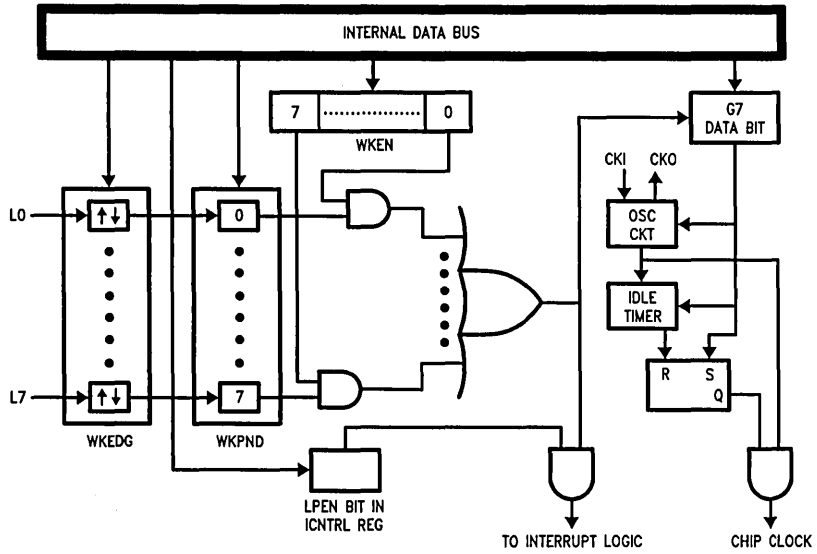 INTERNAL DATA BUS
7 0
WKEN
G7
DATA BIT
CKI CKO
L0
0
OSC
CKT
IDLE
TIMER
R S
Q
L7
7
WKEDG
WKPND
LPEN BIT IN
ICNTRL REG
TO INTERRUPT LOGIC
CHIP CLOCK